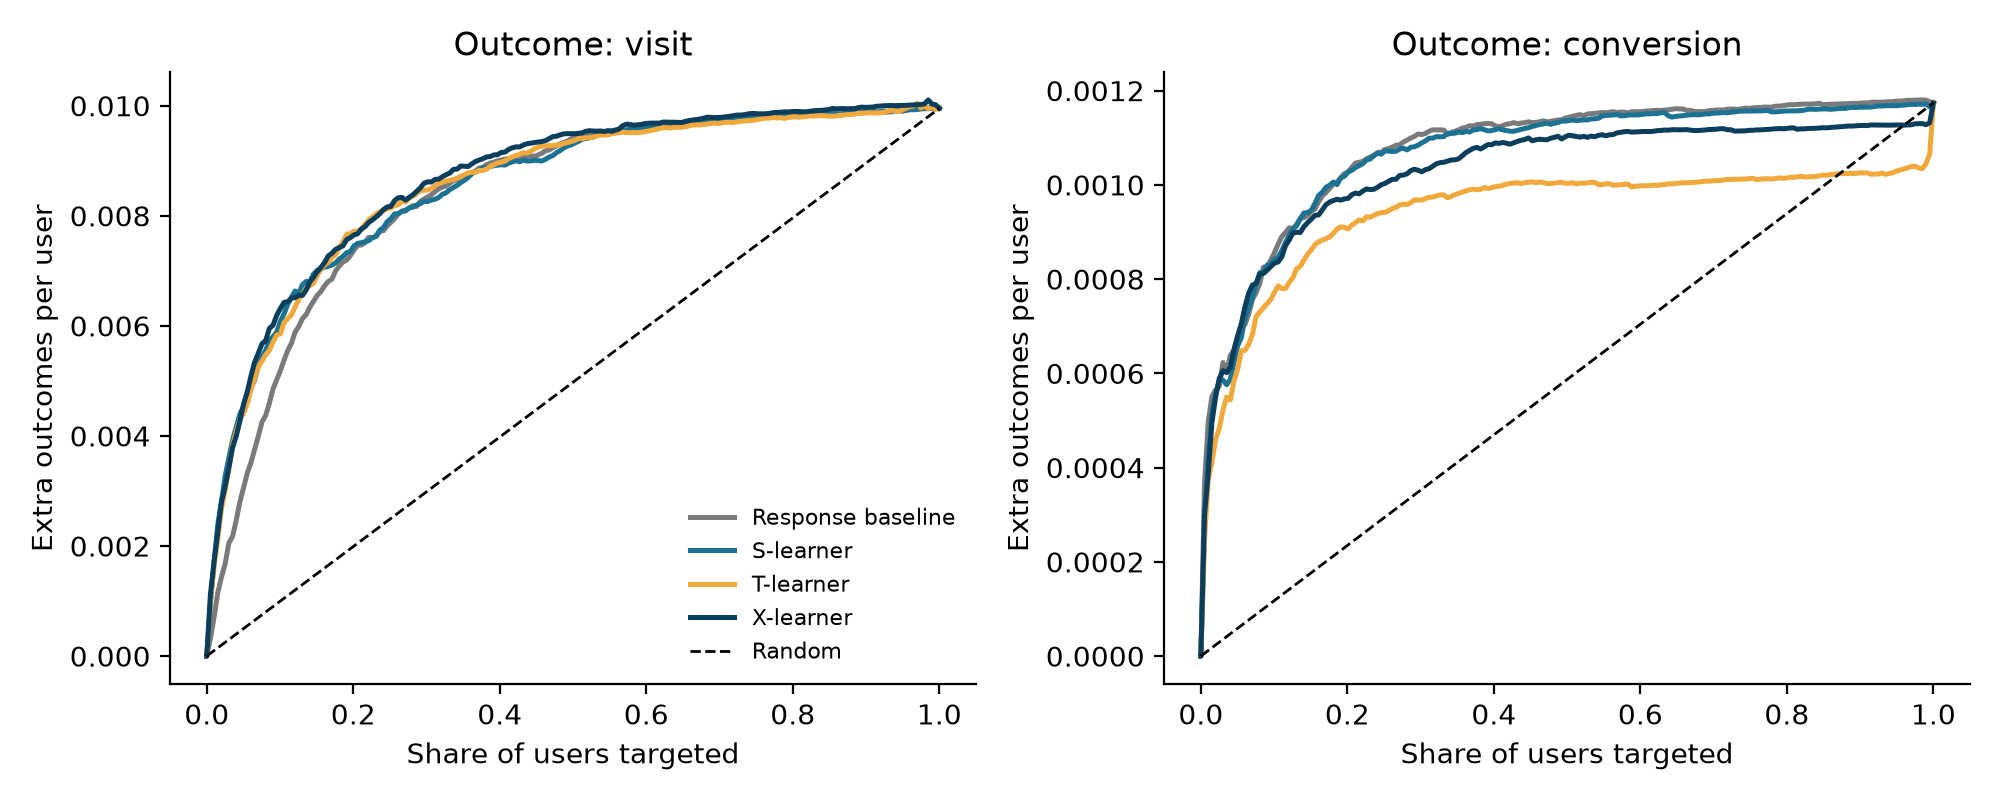 Outcome: visit
Extra outcomes per user
0.010
0.008
0.006
0.004
0.002
0.000
Response baseline
S-learner
T-learner
X-learner
Random
0.0 0.2 0.4 0.6 0.8 1.0
Share of users targeted
Outcome: conversion
Extra outcomes per user
0.0012
0.0010
0.0008
0.0006
0.0004
0.0002
0.0000
0.0 0.2 0.4 0.6 0.8 1.0
Share of users targeted